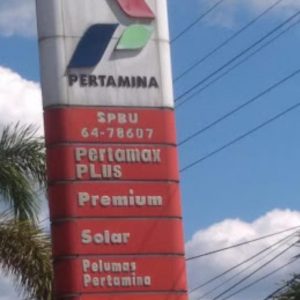 PERTAMINA
SPBU
64-78607
Pertamax
PLUS
Premium
Solar
Pelumas
Pertamina